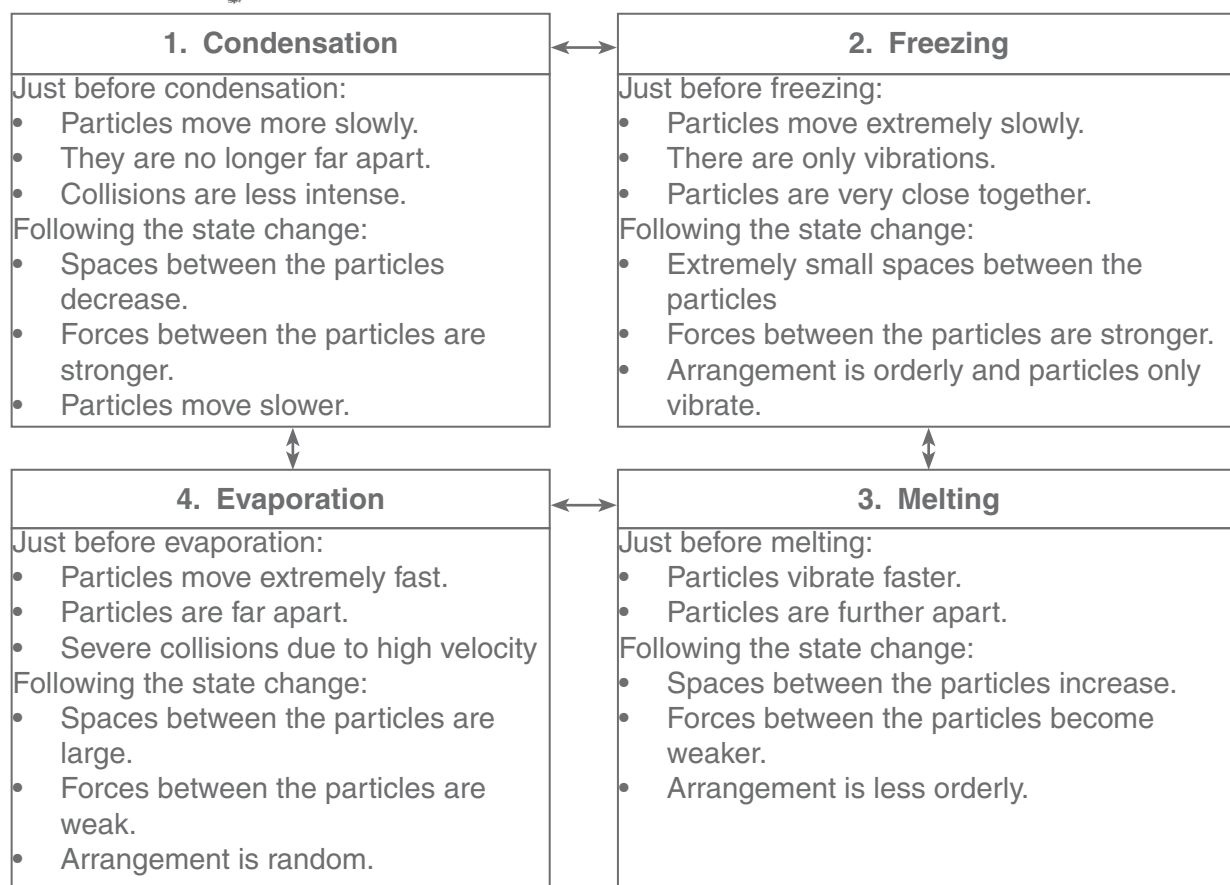 1. Condensation
Just before condensation:
• Particles move more slowly.
• They are no longer far apart.
• Collisions are less intense.
Following the state change:
• Spaces between the particles
decrease.
• Forces between the particles are
stronger.
• Particles move slower.
2. Freezing
Just before freezing:
• Particles move extremely slowly.
• There are only vibrations.
• Particles are very close together.
Following the state change:
• Extremely small spaces between the
particles
• Forces between the particles are stronger.
• Arrangement is orderly and particles only
vibrate.
4. Evaporation
Just before evaporation:
• Particles move extremely fast.
• Particles are far apart.
• Severe collisions due to high velocity
Following the state change:
• Spaces between the particles are
large.
• Forces between the particles are
weak.
• Arrangement is random.
3. Melting
Just before melting:
• Particles vibrate faster.
• Particles are further apart.
Following the state change:
• Spaces between the particles increase.
• Forces between the particles become
weaker.
• Arrangement is less orderly.